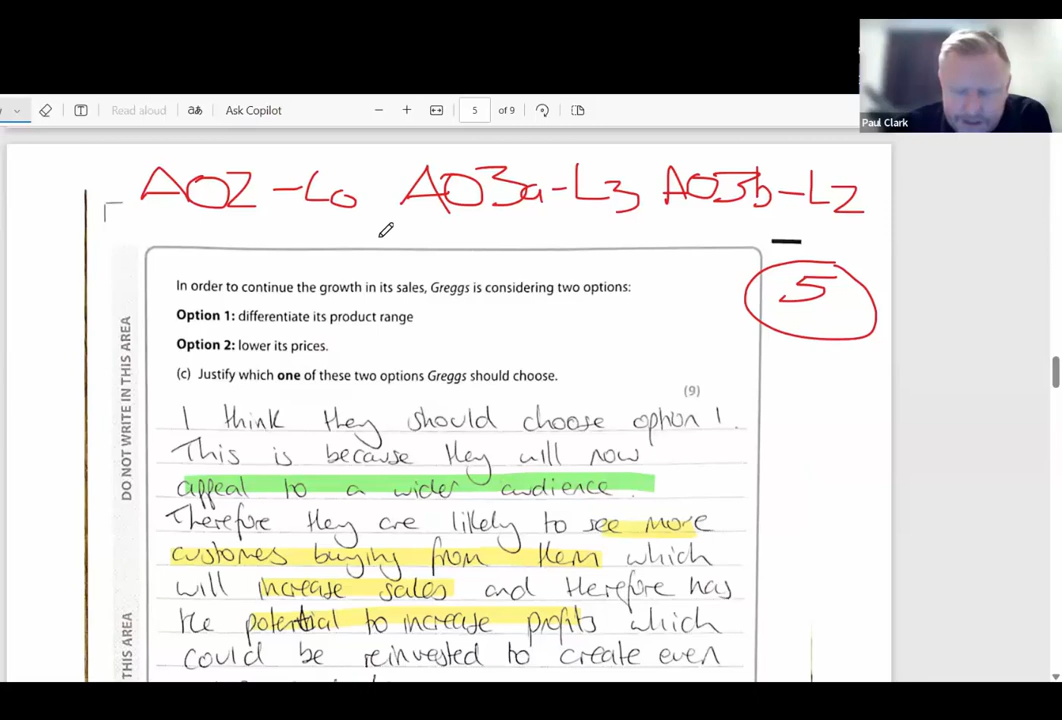 Paul Clark
Read aloud aあ Ask Copilot 5 of 9
AO2 - L0 AO3a - L3 AO3b - L2
5
In order to continue the growth in its sales, Greggs is considering two options:
Option 1: differentiate its product range
Option 2: lower its prices.
(c) Justify which one of these two options Greggs should choose.
(9)
I think they should choose option 1.
This is because they will now
appeal to a wider audience.
Therefore they are likely to see more
customes buying from them which
will increase sales and therefore has
the potential to increase profits which
could be reinvested to create even
DO NOT WRITE IN THIS AREA
THIS AREA